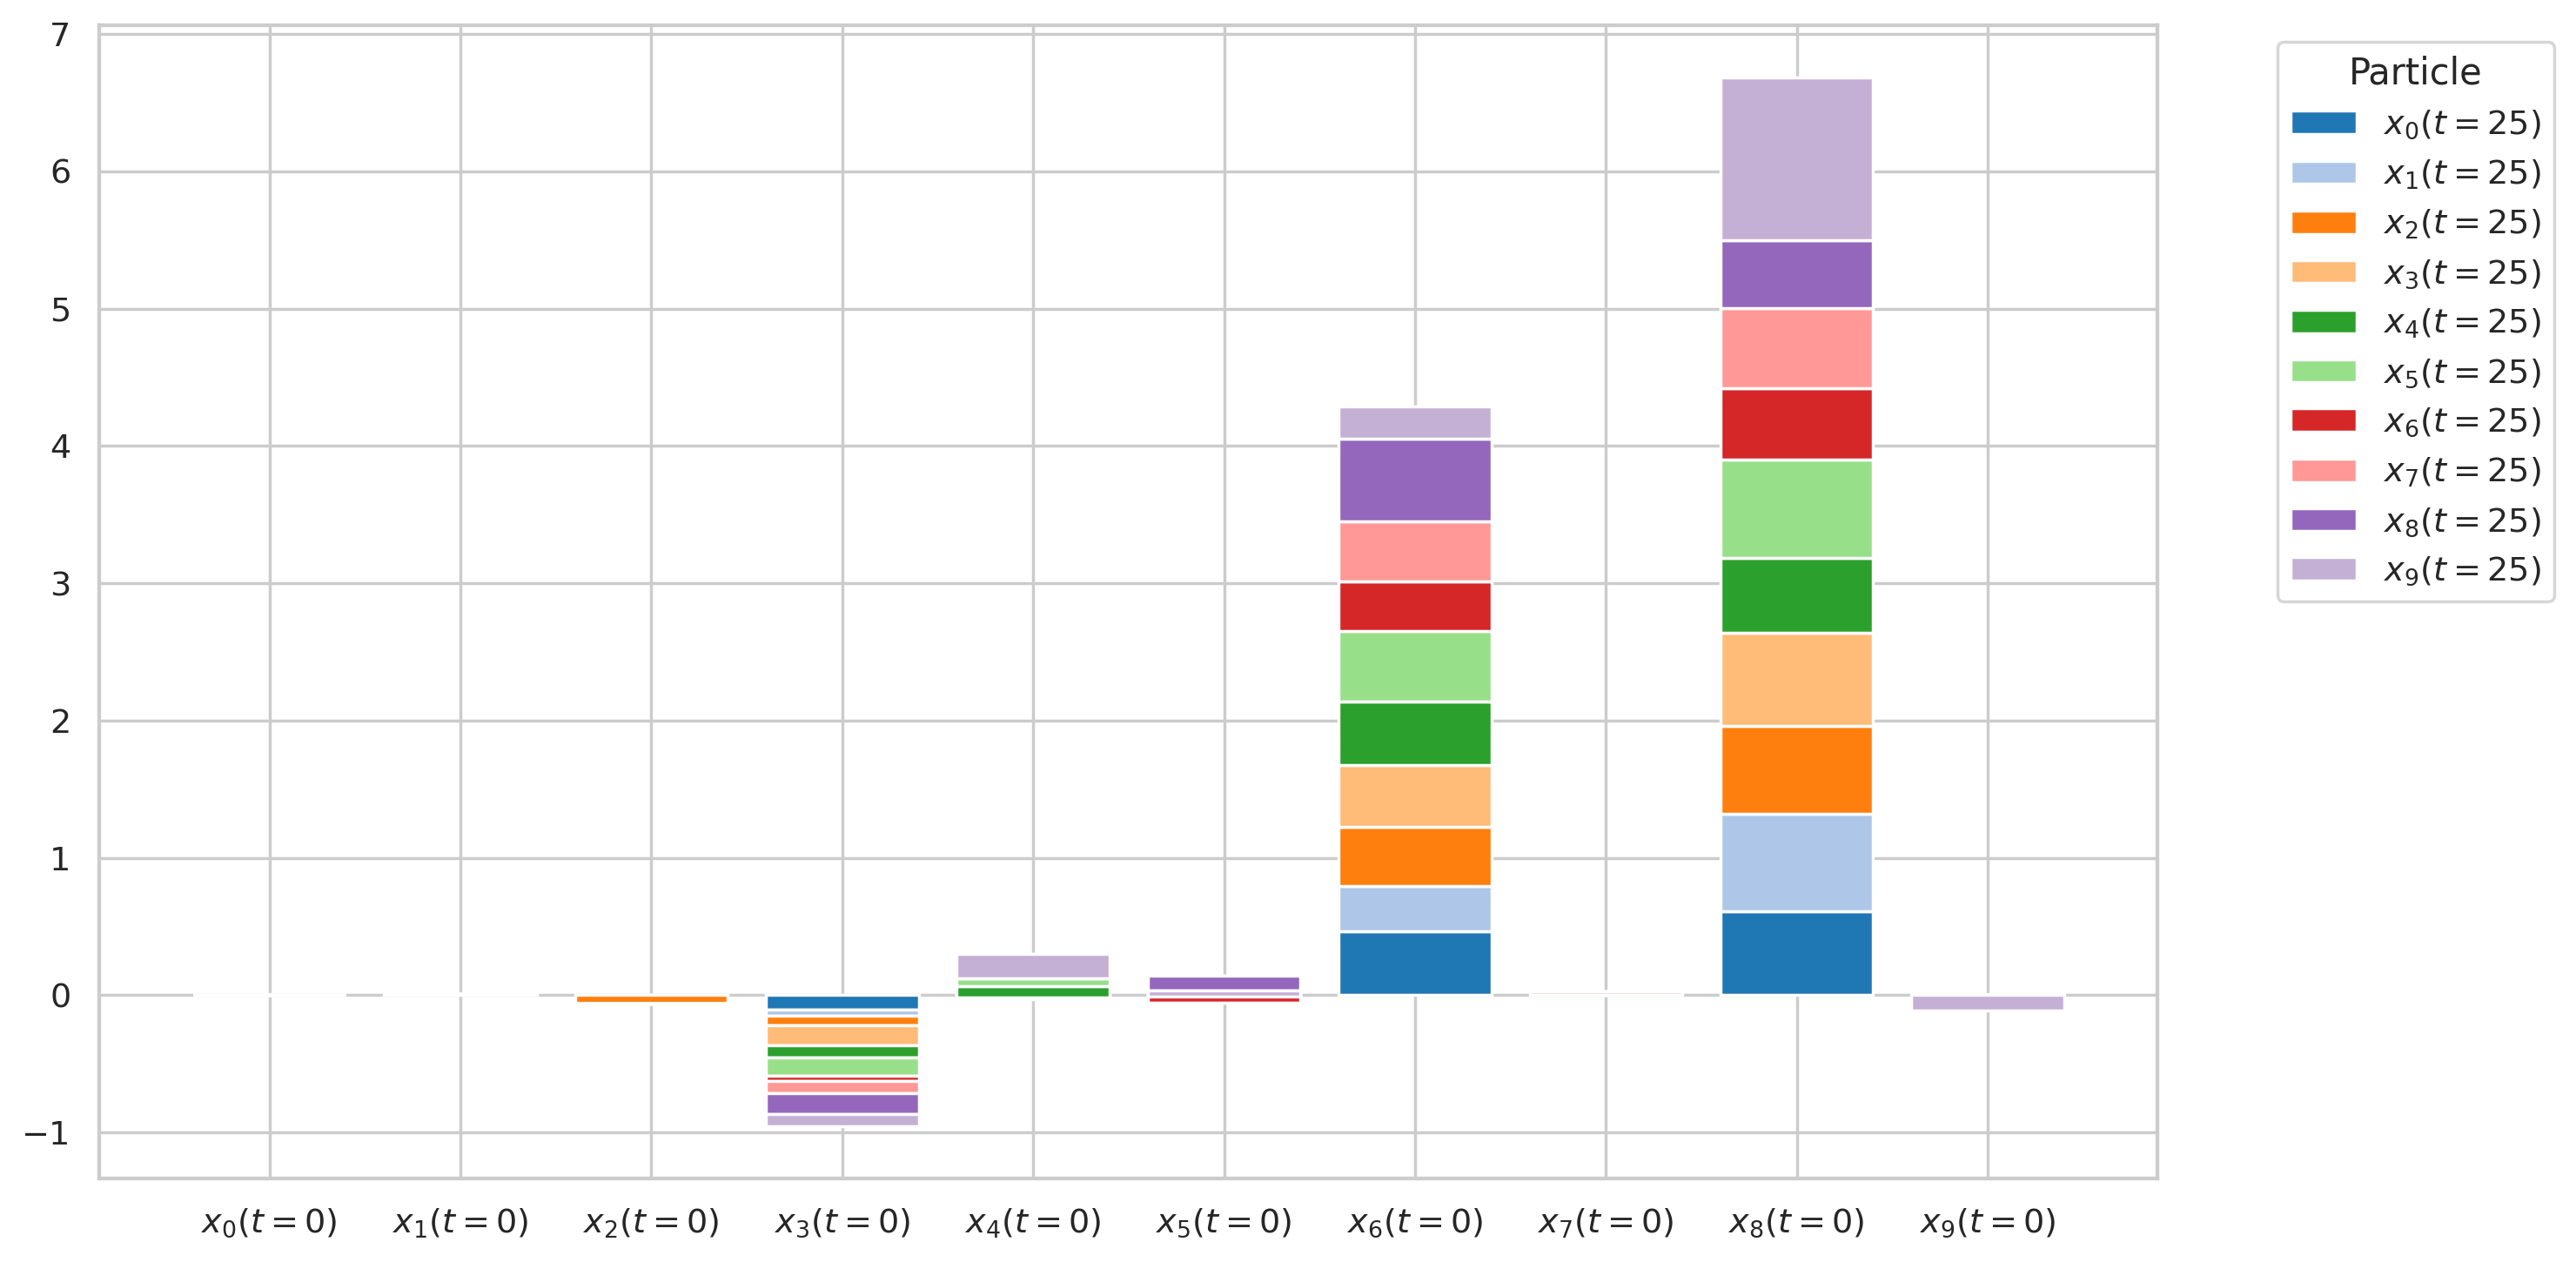 7
6
5
4
3
2
1
0
−1
x₀(t = 0) x₁(t = 0) x₂(t = 0) x₃(t = 0) x₄(t = 0) x₅(t = 0) x₆(t = 0) x₇(t = 0) x₈(t = 0) x₉(t = 0)
Particle
x₀(t = 25)
x₁(t = 25)
x₂(t = 25)
x₃(t = 25)
x₄(t = 25)
x₅(t = 25)
x₆(t = 25)
x₇(t = 25)
x₈(t = 25)
x₉(t = 25)